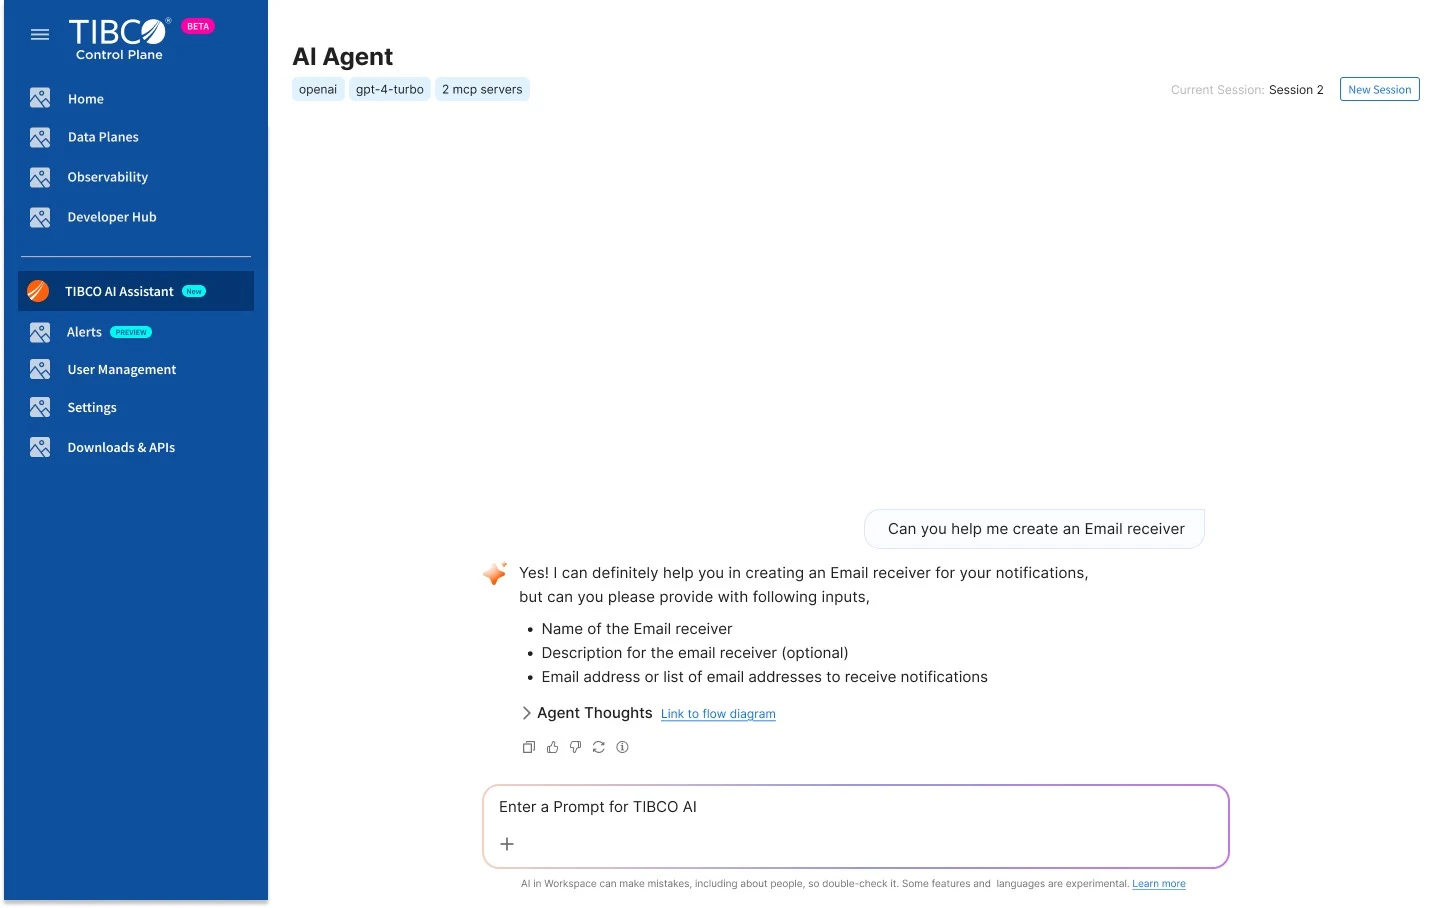 TIBCO® BETA
Control Plane
Home
Data Planes
Observability
Developer Hub
TIBCO AI Assistant New
Alerts PREVIEW
User Management
Settings
Downloads & APIs
AI Agent
openai gpt-4-turbo 2 mcp servers
Current Session: Session 2 New Session
Can you help me create an Email receiver
Yes! I can definitely help you in creating an Email receiver for your notifications,
but can you please provide with following inputs,
• Name of the Email receiver
• Description for the email receiver (optional)
• Email address or list of email addresses to receive notifications
Agent Thoughts Link to flow diagram
Enter a Prompt for TIBCO AI
AI in Workspace can make mistakes, including about people, so double-check it. Some features and languages are experimental. Learn more